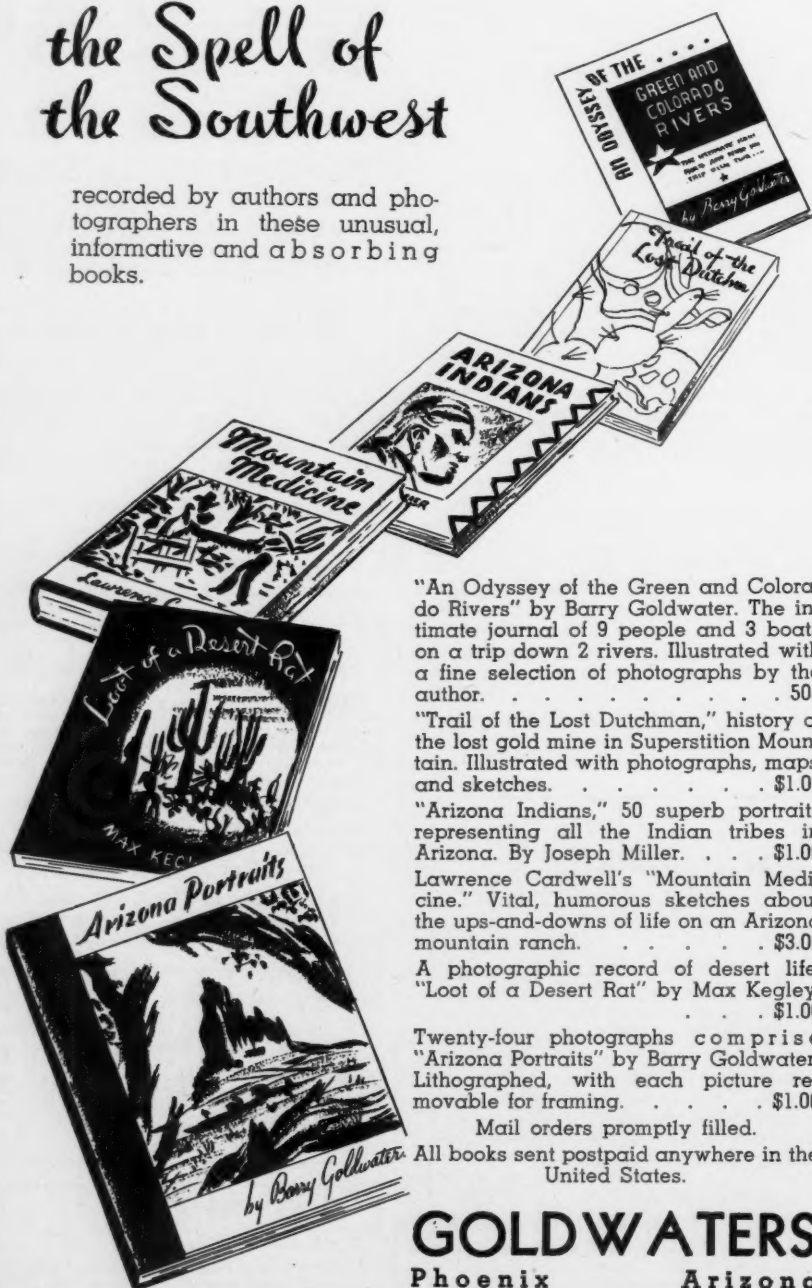 the Spell of
the Southwest
recorded by authors and pho-
tographers in these unusual,
informative and absorbing
books.
AN ODYSSEY OF THE ....
GREEN AND
COLORADO
RIVERS
by Barry Goldwater
Trail of the
Lost Dutchman
ARIZONA
INDIANS
Mountain
Medicine
Lawrence
Loot of a Desert Rat
MAX KEGL
Arizona Portraits
by Barry Goldwater
"An Odyssey of the Green and Colora
do Rivers" by Barry Goldwater. The in
timate journal of 9 people and 3 boat
on a trip down 2 rivers. Illustrated with
a fine selection of photographs by the
author. . . . . . . . . . 50
"Trail of the Lost Dutchman," history o
the lost gold mine in Superstition Moun
tain. Illustrated with photographs, maps
and sketches. . . . . . . $1.0
"Arizona Indians," 50 superb portrait
representing all the Indian tribes in
Arizona. By Joseph Miller. . . . $1.0
Lawrence Cardwell's "Mountain Medi
cine." Vital, humorous sketches abou
the ups-and-downs of life on an Arizona
mountain ranch. . . . . . $3.0
A photographic record of desert life
"Loot of a Desert Rat" by Max Kegley
. . . $1.0
Twenty-four photographs comprise
"Arizona Portraits" by Barry Goldwater
Lithographed, with each picture re
movable for framing. . . . . $1.00
Mail orders promptly filled.
All books sent postpaid anywhere in the
United States.
GOLDWATERS
Phoenix Arizona